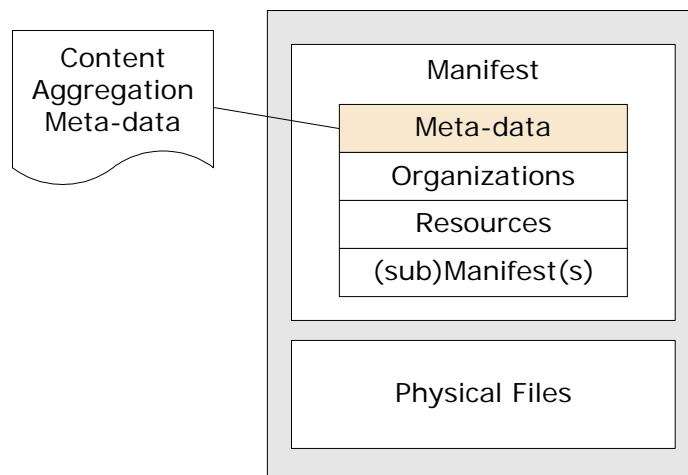 Content
Aggregation
Meta-data
Manifest
Meta-data
Organizations
Resources
(sub)Manifest(s)
Physical Files